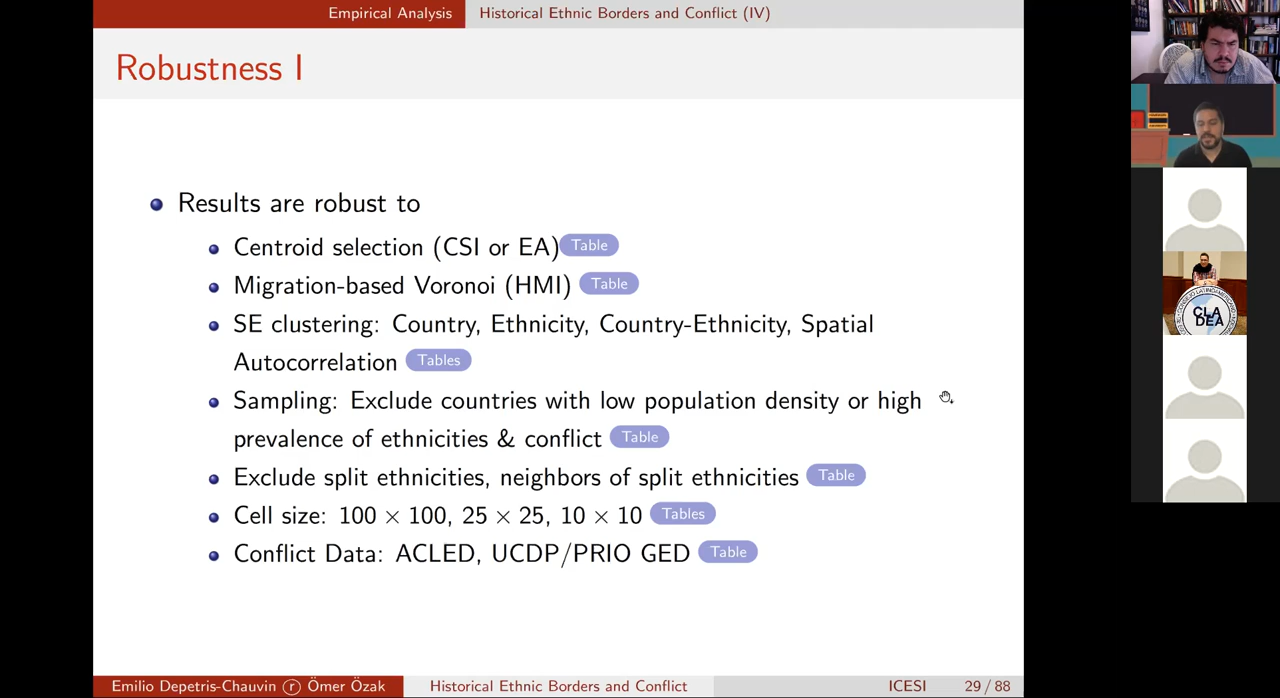 Empirical Analysis
Historical Ethnic Borders and Conflict (IV)
Robustness I
Results are robust to
Centroid selection (CSI or EA) Table
Migration-based Voronoi (HMI) Table
SE clustering: Country, Ethnicity, Country-Ethnicity, Spatial
Autocorrelation Tables
Sampling: Exclude countries with low population density or high
prevalence of ethnicities & conflict Table
Exclude split ethnicities, neighbors of split ethnicities Table
Cell size: 100 × 100, 25 × 25, 10 × 10 Tables
Conflict Data: ACLED, UCDP/PRIO GED Table
Emilio Depetris-Chauvin ⓡ Ömer Özak
Historical Ethnic Borders and Conflict
ICESI
29 / 88
CLA
DEA